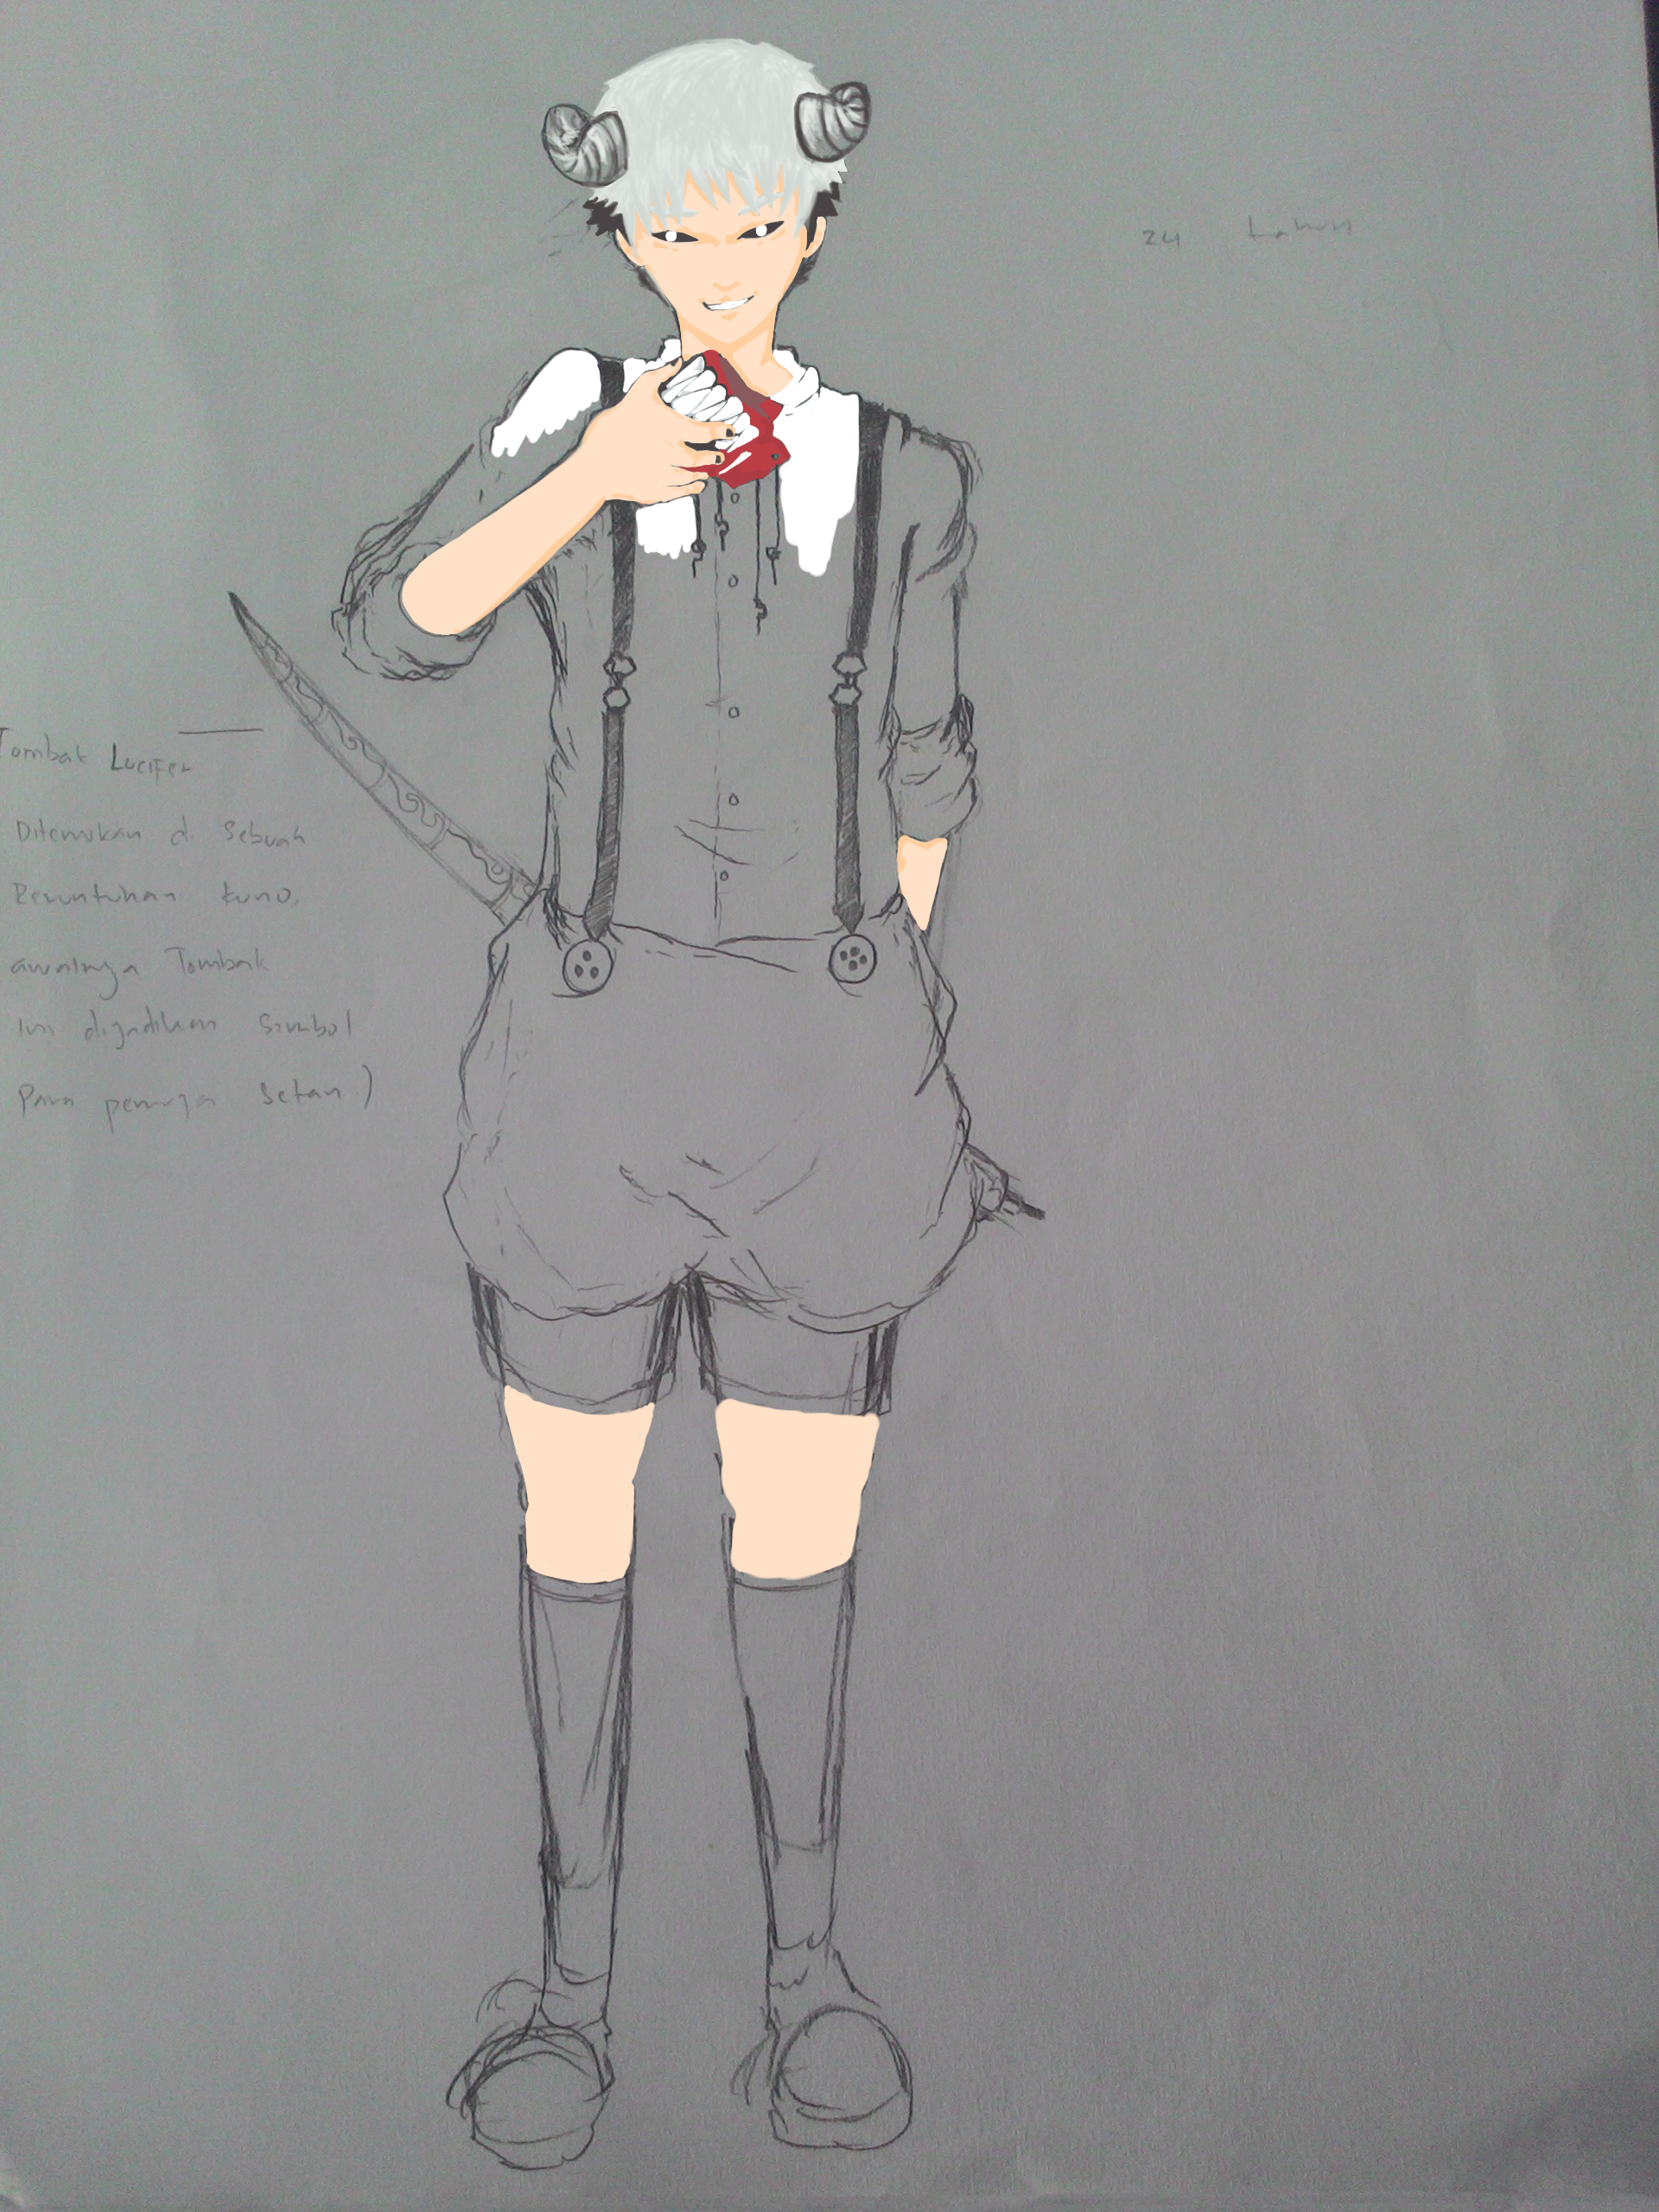 24 tahun
Tombak Lucifer
Ditemukan di sebuah
Reruntuhan kuno,
awalnya Tombak
ini dijadikan simbol
Para pemuja setan)